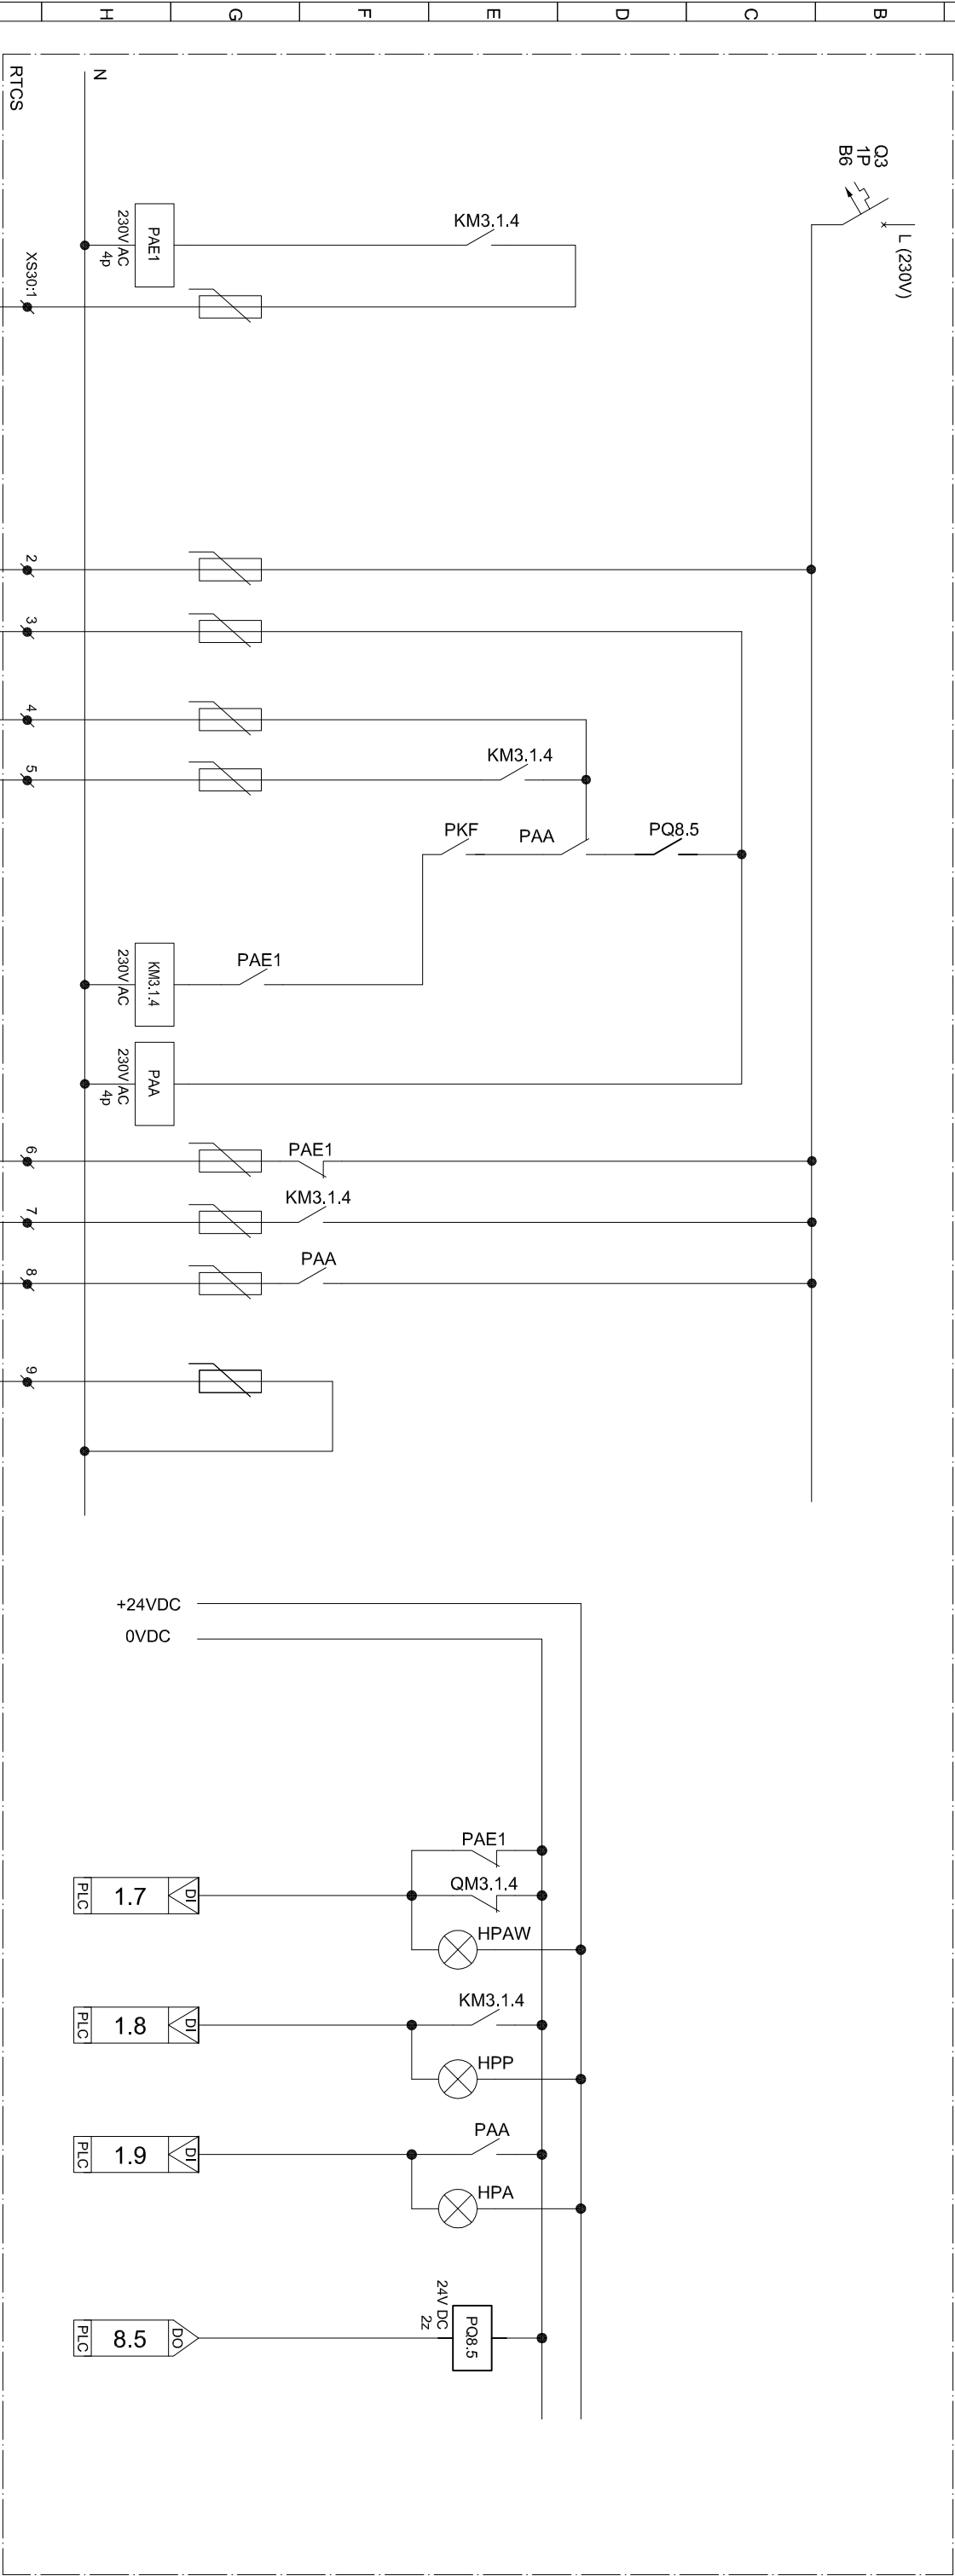 H G F E D C B
RTCS
N
Q3
1P
B6
L (230V)
KM3.1.4
PAE1
230V AC
4p
XS30:1
2
3
4
5
KM3.1.4
PKF
PAA
PQ8.5
PAE1
KM3.1.4
230V AC
PAA
230V AC
4p
6
PAE1
7
KM3.1.4
8
PAA
9
+24VDC
0VDC
PAE1
QM3.1.4
HPAW
PLC 1.7 DI
KM3.1.4
HPP
PLC 1.8 DI
PAA
HPA
PLC 1.9 DI
24V DC
2z
PQ8.5
PLC 8.5 DO